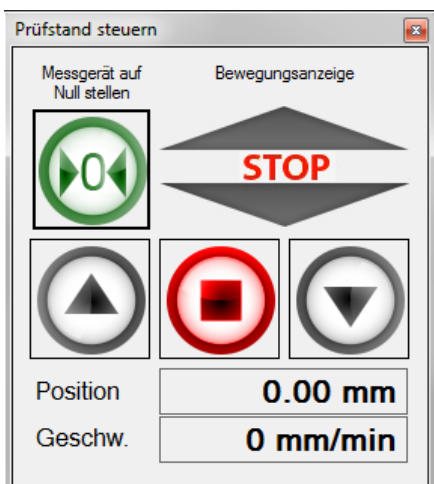 Prüfstand steuern
Messgerät auf
Null stellen
Bewegungsanzeige
0
STOP
Position
0.00 mm
Geschw.
0 mm/min